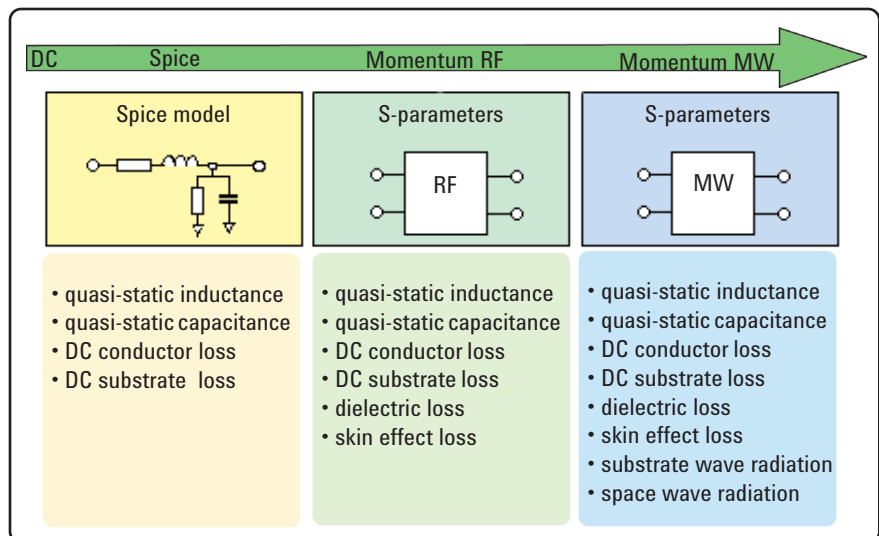 DC Spice Momentum RF Momentum MW
Spice model
S-parameters
RF
S-parameters
MW
• quasi-static inductance
• quasi-static capacitance
• DC conductor loss
• DC substrate loss
• quasi-static inductance
• quasi-static capacitance
• DC conductor loss
• DC substrate loss
• dielectric loss
• skin effect loss
• quasi-static inductance
• quasi-static capacitance
• DC conductor loss
• DC substrate loss
• dielectric loss
• skin effect loss
• substrate wave radiation
• space wave radiation